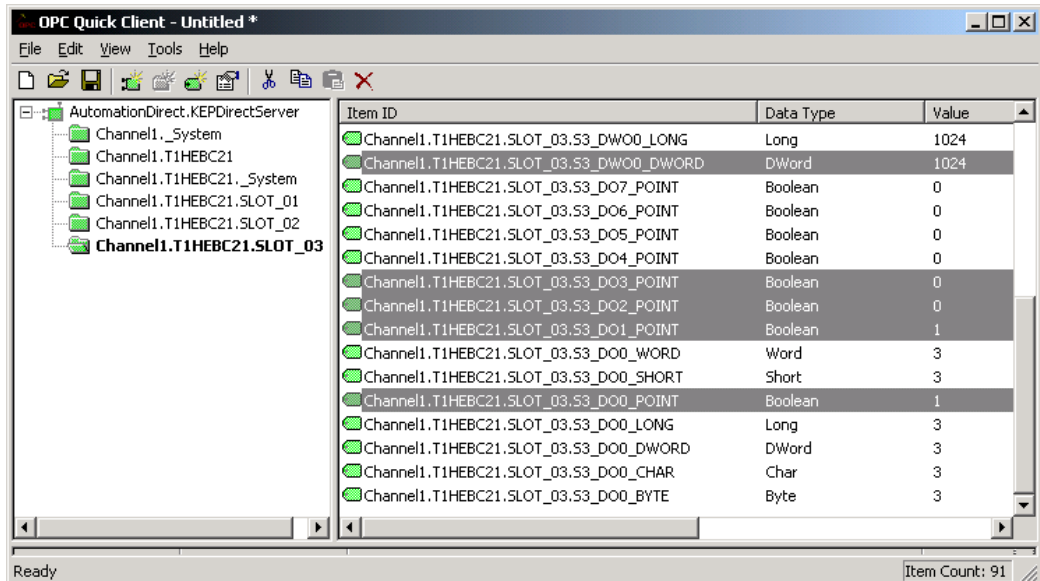 OPC Quick Client - Untitled *
File Edit View Tools Help
AutomationDirect.KEPDirectServer
Channel1._System
Channel1.T1HEBC21
Channel1.T1HEBC21._System
Channel1.T1HEBC21.SLOT_01
Channel1.T1HEBC21.SLOT_02
Channel1.T1HEBC21.SLOT_03
Item ID Data Type Value
Channel1.T1HEBC21.SLOT_03.S3_DWO0_LONG Long 1024
Channel1.T1HEBC21.SLOT_03.S3_DWO0_DWORD DWord 1024
Channel1.T1HEBC21.SLOT_03.S3_DO7_POINT Boolean 0
Channel1.T1HEBC21.SLOT_03.S3_DO6_POINT Boolean 0
Channel1.T1HEBC21.SLOT_03.S3_DO5_POINT Boolean 0
Channel1.T1HEBC21.SLOT_03.S3_DO4_POINT Boolean 0
Channel1.T1HEBC21.SLOT_03.S3_DO3_POINT Boolean 0
Channel1.T1HEBC21.SLOT_03.S3_DO2_POINT Boolean 0
Channel1.T1HEBC21.SLOT_03.S3_DO1_POINT Boolean 1
Channel1.T1HEBC21.SLOT_03.S3_DO0_WORD Word 3
Channel1.T1HEBC21.SLOT_03.S3_DO0_SHORT Short 3
Channel1.T1HEBC21.SLOT_03.S3_DO0_POINT Boolean 1
Channel1.T1HEBC21.SLOT_03.S3_DO0_LONG Long 3
Channel1.T1HEBC21.SLOT_03.S3_DO0_DWORD DWord 3
Channel1.T1HEBC21.SLOT_03.S3_DO0_CHAR Char 3
Channel1.T1HEBC21.SLOT_03.S3_DO0_BYTE Byte 3
Ready Item Count: 91